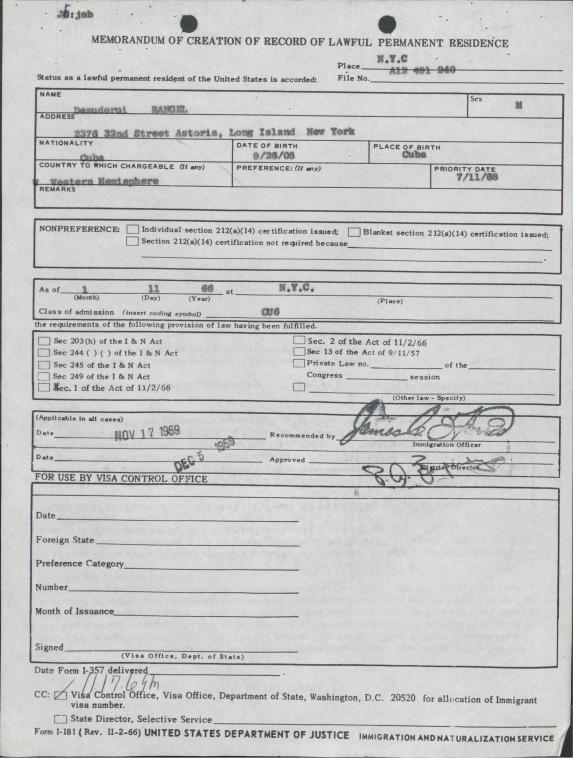 JF:jmb
MEMORANDUM OF CREATION OF RECORD OF LAWFUL PERMANENT RESIDENCE
Place N.Y.C
Status as a lawful permanent resident of the United States is accorded: File No. A12 491 240
NAME Sex
RANGEL M
ADDRESS
2376 32nd Street Astoria, Long Island New York
NATIONALITY DATE OF BIRTH PLACE OF BIRTH
Cuba 9/26/05 Cuba
COUNTRY TO WHICH CHARGEABLE (If any) PREFERENCE: (If any) PRIORITY DATE
Western Hemisphere 7/11/68
REMARKS
NONPREFERENCE: Individual section 212(a)(14) certification issued; Blanket section 212(a)(14) certification issued;
Section 212(a)(14) certification not required because
As of 1 11 66 at N.Y.C.
(Month) (Day) (Year) (Place)
Class of admission (insert coding symbol) CU6
the requirements of the following provision of law having been fulfilled.
Sec 203(h) of the I & N Act Sec. 2 of the Act of 11/2/66
Sec 244 ( ) ( ) of the I & N Act Sec 13 of the Act of 9/11/57
Sec 245 of the I & N Act Private Law no. of the
Sec 249 of the I & N Act Congress session
Sec. 1 of the Act of 11/2/66
(Other law - Specify)
(Applicable in all cases)
Date NOV 17 1969 Recommended by
Immigration Officer
Date DEC 5 1969 Approved
District Director
FOR USE BY VISA CONTROL OFFICE
Date
Foreign State
Preference Category
Number
Month of Issuance
Signed
(Visa Office, Dept. of State)
Date Form I-357 delivered
CC: Visa Control Office, Visa Office, Department of State, Washington, D.C. 20520 for allocation of Immigrant
visa number.
State Director, Selective Service
Form I-181 ( Rev. 11-2-66) UNITED STATES DEPARTMENT OF JUSTICE IMMIGRATION AND NATURALIZATION SERVICE